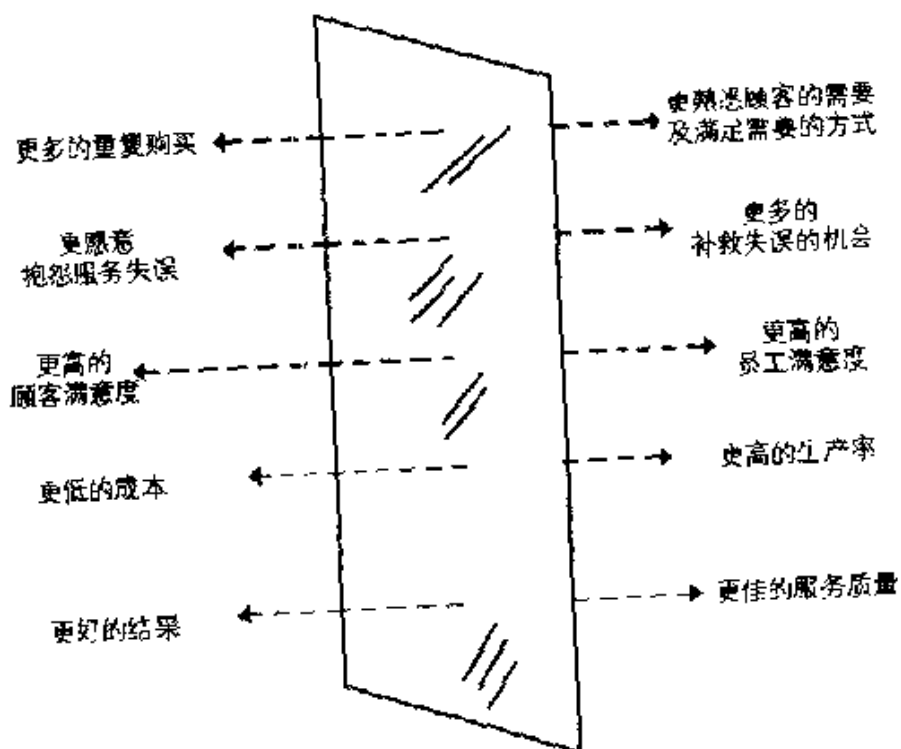 更多的重复购买
更熟悉顾客的需要
及满足需要的方式
更愿意
抱怨服务失误
更多的
补救失误的机会
更高的
顾客满意度
更高的
员工满意度
更低的成本
更高的生产率
更好的结果
更佳的服务质量